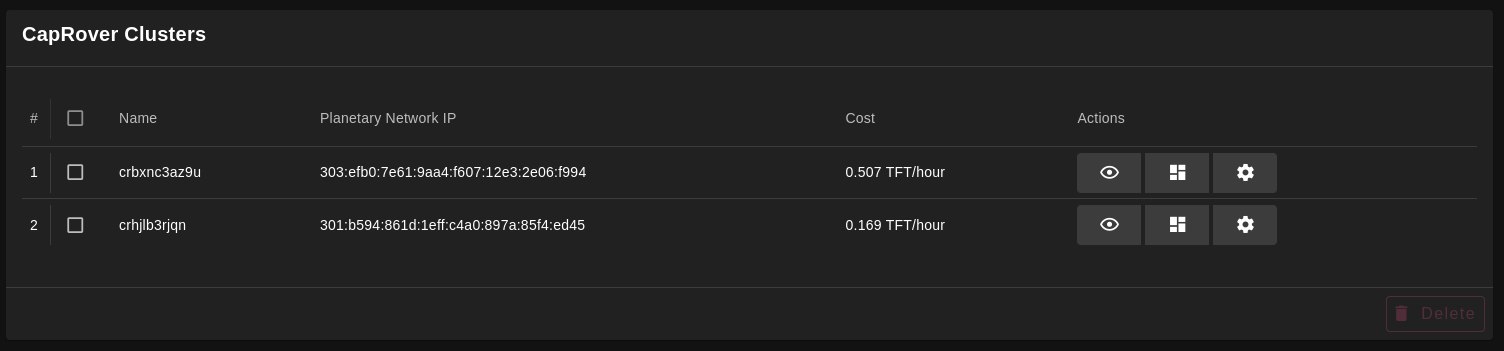 CapRover Clusters
# Name Planetary Network IP Cost Actions
1 crbxnc3az9u 303:efb0:7e61:9aa4:f607:12e3:2e06:f994 0.507 TFT/hour
2 crhjlb3rjqn 301:b594:861d:1eff:c4a0:897a:85f4:ed45 0.169 TFT/hour
Delete